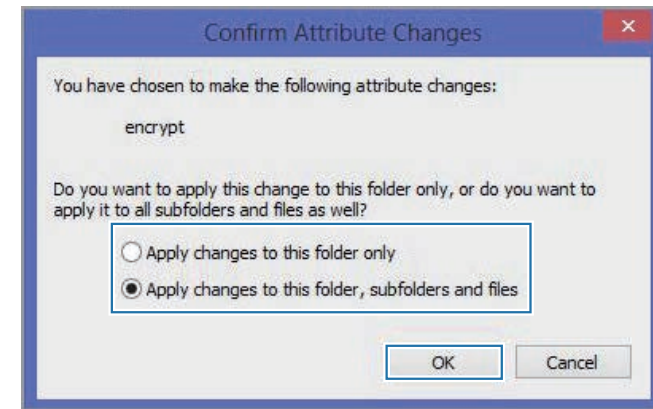 Confirm Attribute Changes
You have chosen to make the following attribute changes:
encrypt
Do you want to apply this change to this folder only, or do you want to
apply it to all subfolders and files as well?
Apply changes to this folder only
Apply changes to this folder, subfolders and files
OK Cancel